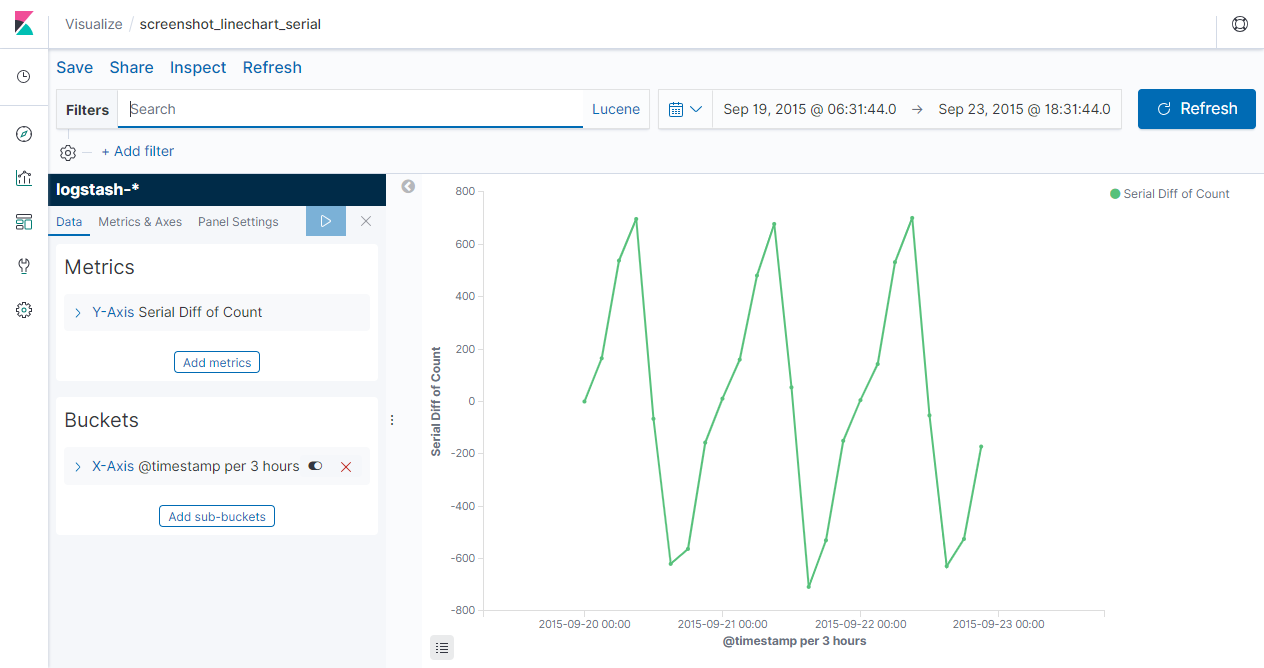 Visualize / screenshot_linechart_serial
Save Share Inspect Refresh
Filters Search Lucene Sep 19, 2015 @ 06:31:44.0 → Sep 23, 2015 @ 18:31:44.0 Refresh
+ Add filter
logstash-*
Data Metrics & Axes Panel Settings
Metrics
Y-Axis Serial Diff of Count
Add metrics
Buckets
X-Axis @timestamp per 3 hours
Add sub-buckets
Serial Diff of Count
800
600
400
200
0
-200
-400
-600
-800
Serial Diff of Count
2015-09-20 00:00 2015-09-21 00:00 2015-09-22 00:00 2015-09-23 00:00
@timestamp per 3 hours